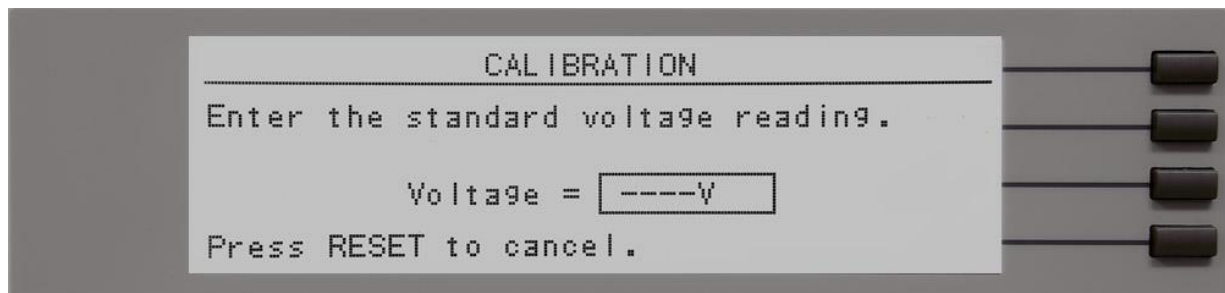 CALIBRATION
Enter the standard voltage reading.
Voltage = ----V
Press RESET to cancel.